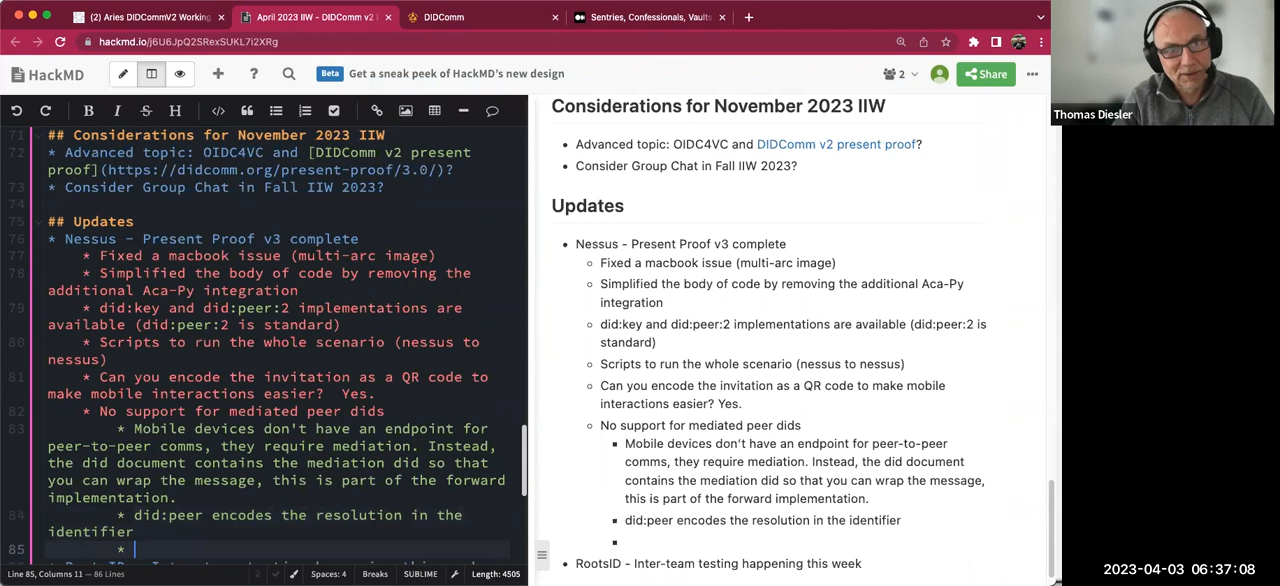 (2) Aries DIDCommV2 Working
April 2023 IIW - DIDComm v2 I
DIDComm
Sentries, Confessionals, Vaults
hackmd.io/j6U6JpQ2SRexSUKL7i2XRg
HackMD
Beta Get a sneak peek of HackMD's new design
2
Share
Thomas Diesler
71 ## Considerations for November 2023 IIW
72 * Advanced topic: OIDC4VC and [DIDComm v2 present
proof](https://didcomm.org/present-proof/3.0/)?
73 * Consider Group Chat in Fall IIW 2023?
74
75 ## Updates
76 * Nessus - Present Proof v3 complete
77 * Fixed a macbook issue (multi-arc image)
78 * Simplified the body of code by removing the
additional Aca-Py integration
79 * did:key and did:peer:2 implementations are
available (did:peer:2 is standard)
80 * Scripts to run the whole scenario (nessus to
nessus)
81 * Can you encode the invitation as a QR code to
make mobile interactions easier? Yes.
82 * No support for mediated peer dids
83 * Mobile devices don't have an endpoint for
peer-to-peer comms, they require mediation. Instead,
the did document contains the mediation did so that
you can wrap the message, this is part of the forward
implementation.
84 * did:peer encodes the resolution in the
identifier
85 *
Line 85, Columns 11 — 86 Lines
Spaces: 4
Breaks
SUBLIME
Length: 4505
Considerations for November 2023 IIW
• Advanced topic: OIDC4VC and DIDComm v2 present proof?
• Consider Group Chat in Fall IIW 2023?
Updates
• Nessus - Present Proof v3 complete
Fixed a macbook issue (multi-arc image)
Simplified the body of code by removing the additional Aca-Py
integration
did:key and did:peer:2 implementations are available (did:peer:2 is
standard)
Scripts to run the whole scenario (nessus to nessus)
Can you encode the invitation as a QR code to make mobile
interactions easier? Yes.
No support for mediated peer dids
Mobile devices don't have an endpoint for peer-to-peer
comms, they require mediation. Instead, the did document
contains the mediation did so that you can wrap the message,
this is part of the forward implementation.
did:peer encodes the resolution in the identifier
• RootsID - Inter-team testing happening this week
2023-04-03 06:37:08